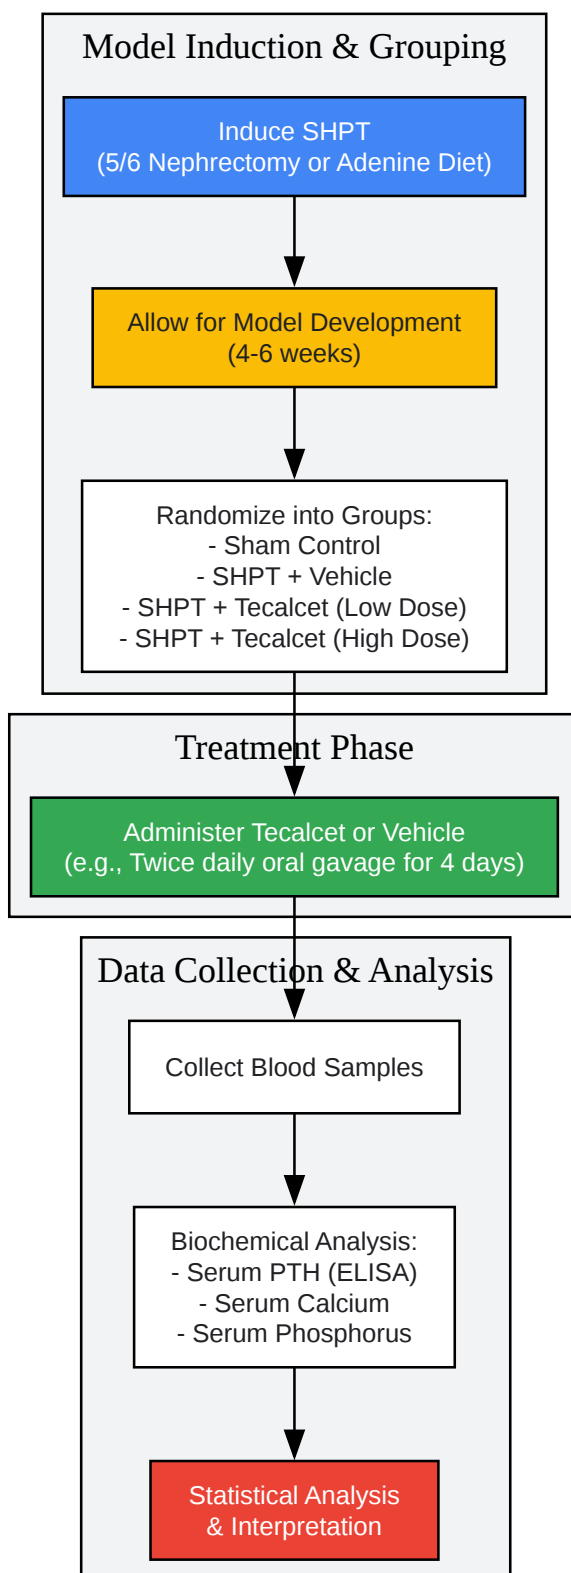 Model Induction & Grouping
Induce SHPT
(5/6 Nephrectomy or Adenine Diet)
Allow for Model Development
(4-6 weeks)
Randomize into Groups:
- Sham Control
- SHPT + Vehicle
- SHPT + Tecalcet (Low Dose)
- SHPT + Tecalcet (High Dose)
Treatment Phase
Administer Tecalcet or Vehicle
(e.g., Twice daily oral gavage for 4 days)
Data Collection & Analysis
Collect Blood Samples
Biochemical Analysis:
- Serum PTH (ELISA)
- Serum Calcium
- Serum Phosphorus
Statistical Analysis
& Interpretation